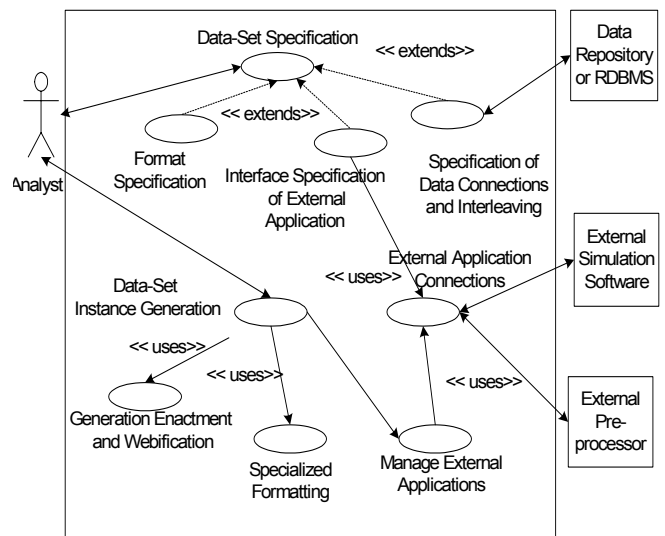 Data-Set Specification
<< extends>>
Data
Repository
or RDBMS
<< extends>>
Analyst
Format
Specification
Interface Specification
of External
Application
Specification of
Data Connections
and Interleaving
External
Simulation
Software
<< uses>>
External Application
Connections
Data-Set
Instance Generation
<< uses>>
<< uses>>
<< uses>>
External
Pre-
processor
Generation Enactment
and Webification
Specialized
Formatting
Manage External
Applications